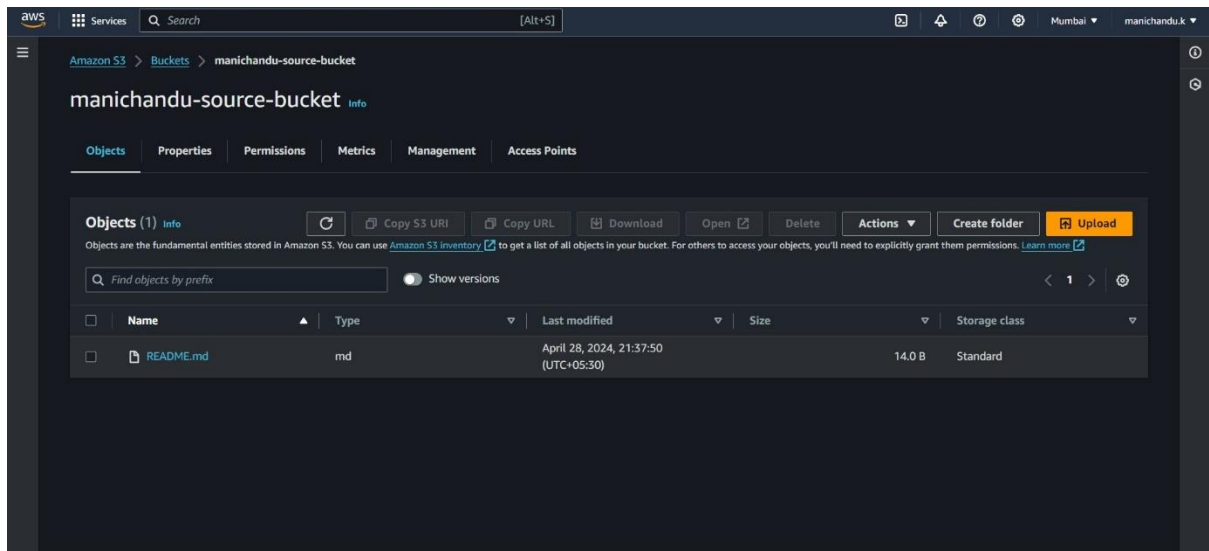 aws Services Search [Alt+S] Mumbai ▼ manichandu.k ▼
Amazon S3 > Buckets > manichandu-source-bucket
manichandu-source-bucket Info
Objects Properties Permissions Metrics Management Access Points
Objects (1) Info Copy S3 URI Copy URL Download Open Delete Actions ▼ Create folder Upload
Objects are the fundamental entities stored in Amazon S3. You can use Amazon S3 inventory to get a list of all objects in your bucket. For others to access your objects, you'll need to explicitly grant them permissions. Learn more
Find objects by prefix Show versions < 1 >
Name Type Last modified Size Storage class
README.md md April 28, 2024, 21:37:50 14.0 B Standard
(UTC+05:30)